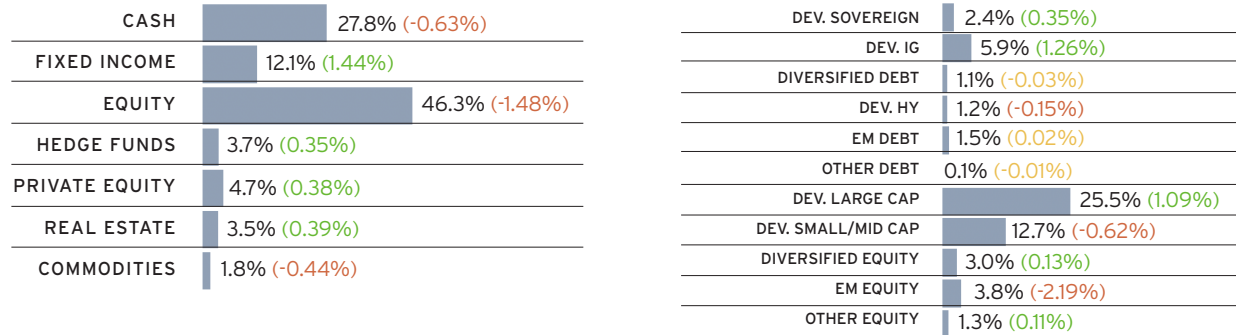 CASH 27.8% (-0.63%)
FIXED INCOME 12.1% (1.44%)
EQUITY 46.3% (-1.48%)
HEDGE FUNDS 3.7% (0.35%)
PRIVATE EQUITY 4.7% (0.38%)
REAL ESTATE 3.5% (0.39%)
COMMODITIES 1.8% (-0.44%)
DEV. SOVEREIGN 2.4% (0.35%)
DEV. IG 5.9% (1.26%)
DIVERSIFIED DEBT 1.1% (-0.03%)
DEV. HY 1.2% (-0.15%)
EM DEBT 1.5% (0.02%)
OTHER DEBT 0.1% (-0.01%)
DEV. LARGE CAP 25.5% (1.09%)
DEV. SMALL/MID CAP 12.7% (-0.62%)
DIVERSIFIED EQUITY 3.0% (0.13%)
EM EQUITY 3.8% (-2.19%)
OTHER EQUITY 1.3% (0.11%)